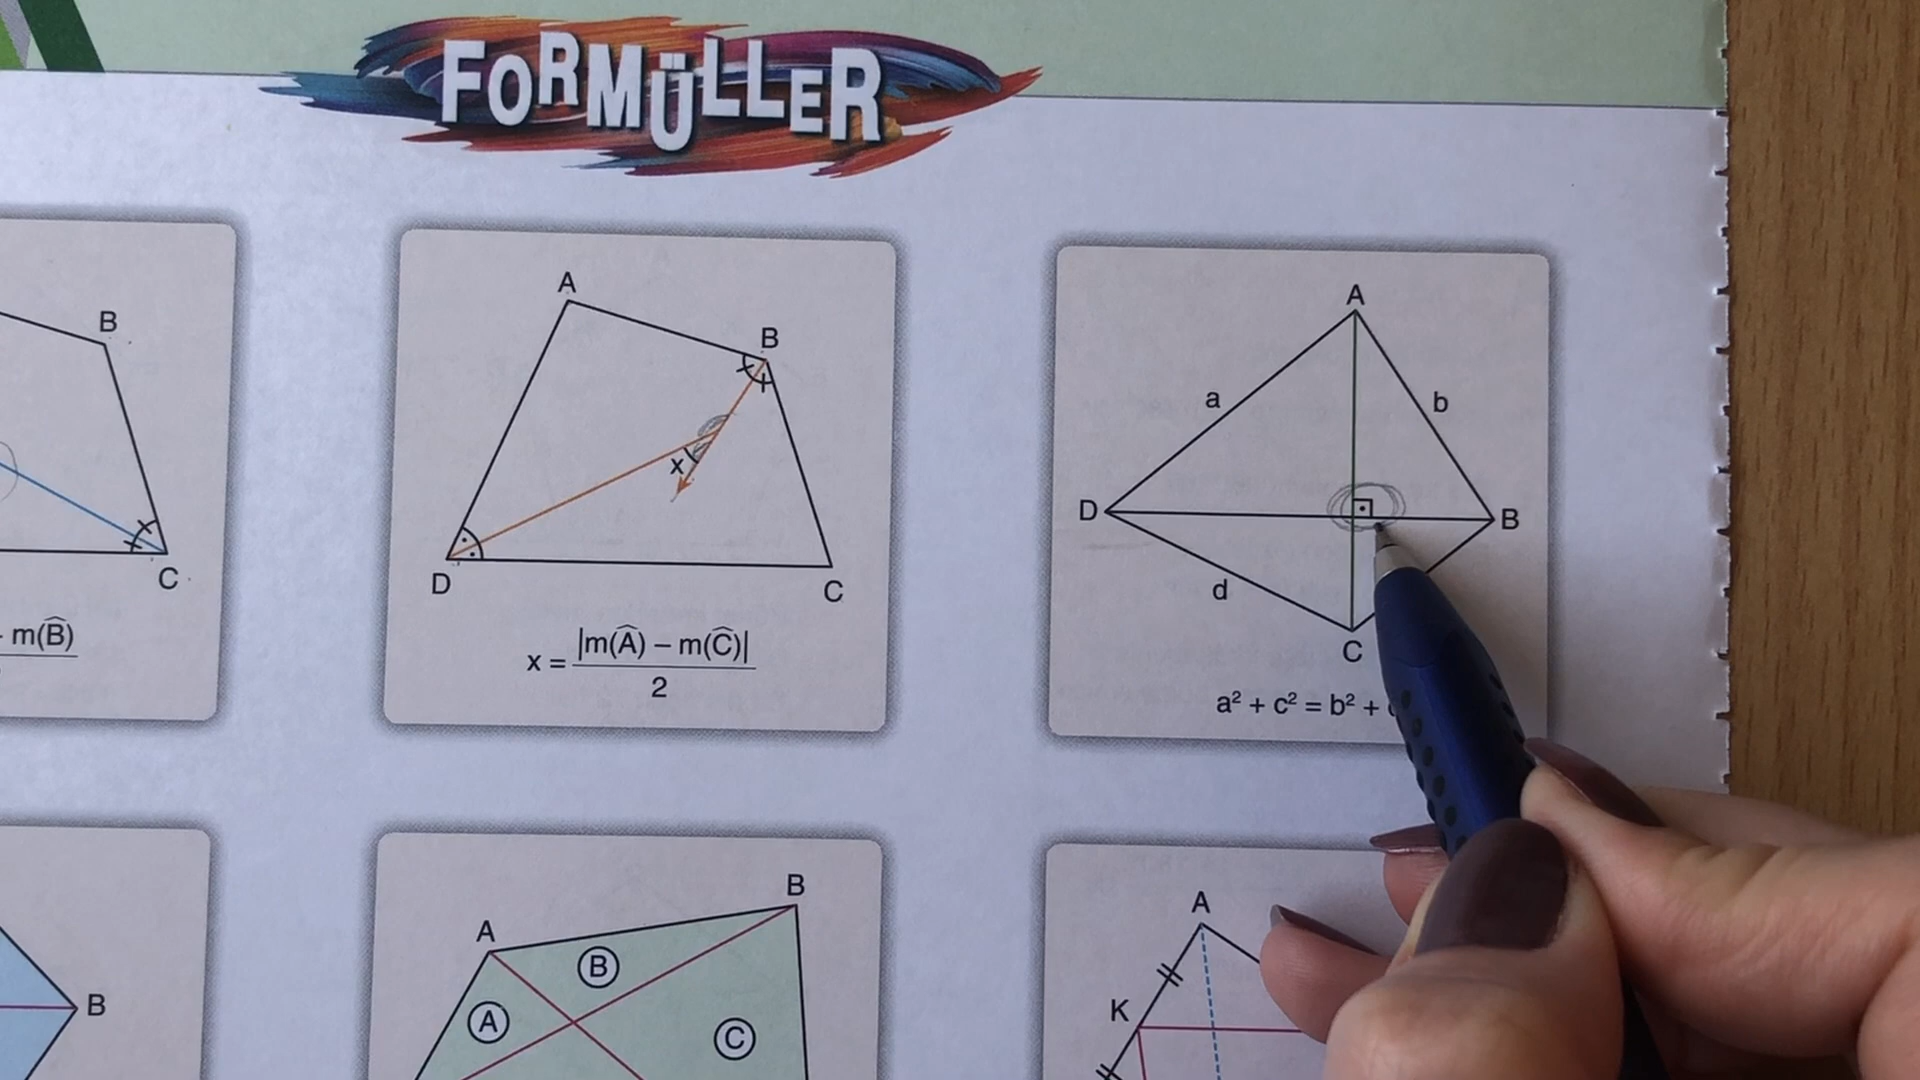 FORMÜLLER
B
C
m(B̂)
A
B
x
D
C
x = |m(Â) – m(Ĉ)|
2
A
a
b
D
B
d
C
a² + c² = b² +
B
A
B
Ⓑ
Ⓐ
Ⓒ
A
K